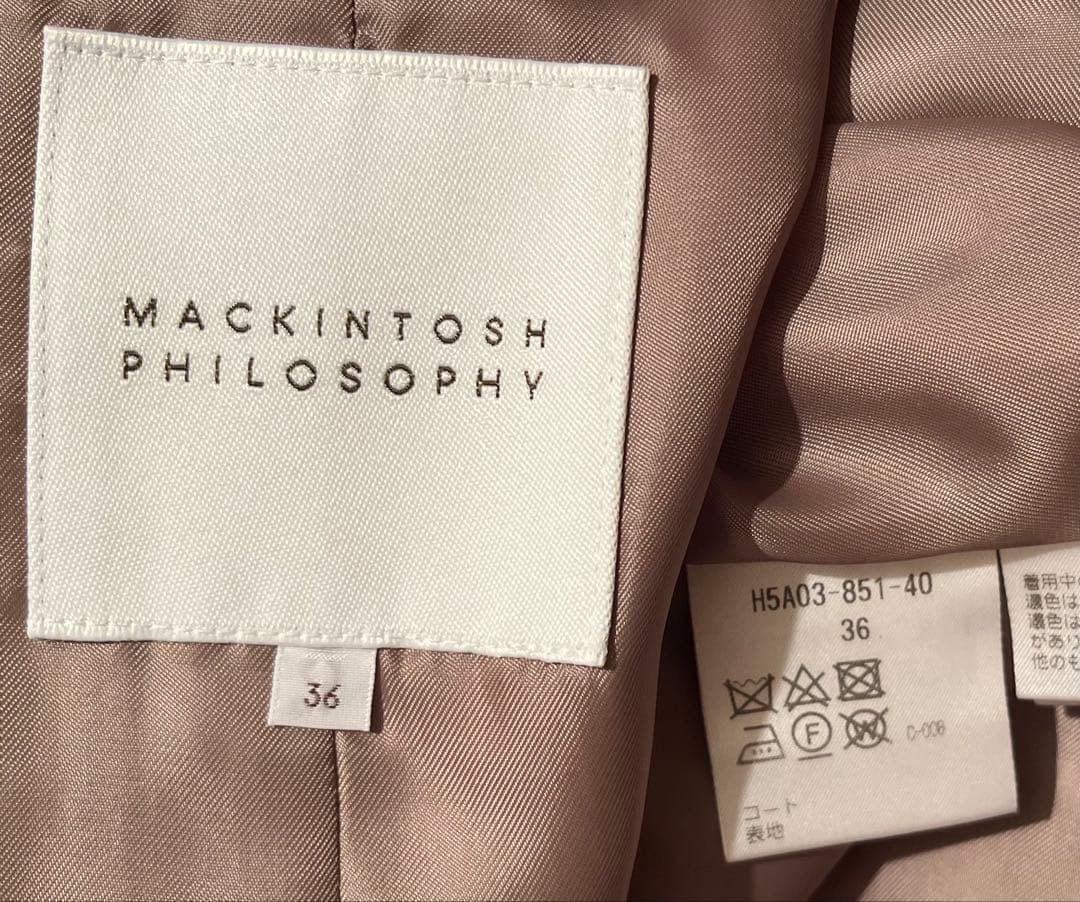 MACKINTOSH
PHILOSOPHY
36
H5A03-851-40
36
F
W
C-008
コート
表地
着用中の
濃色は
濃色は
があり
他のも